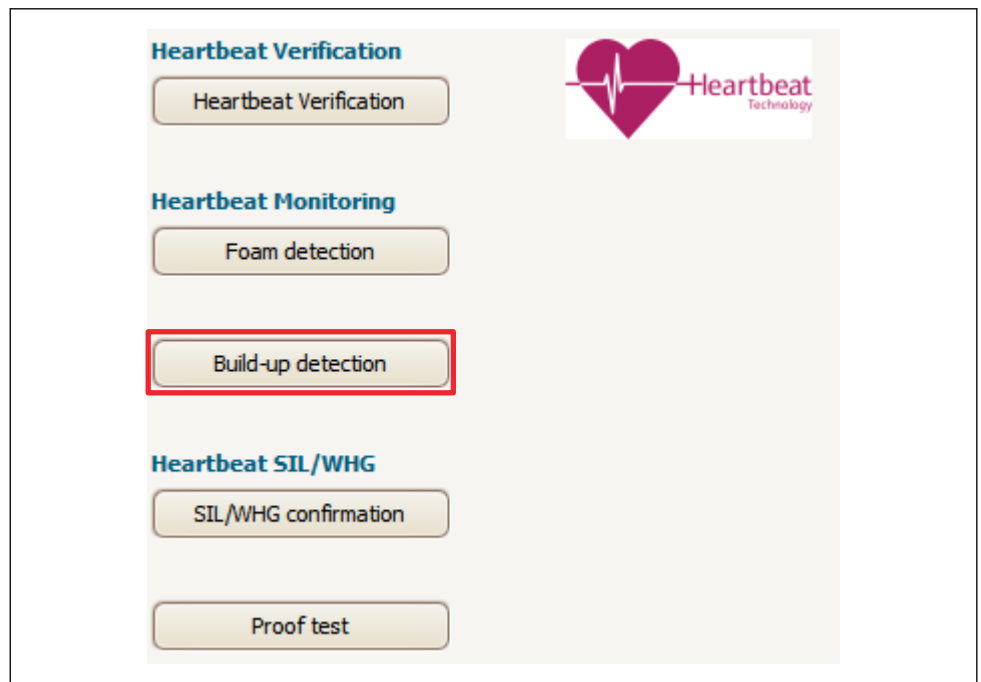 Heartbeat Verification
Heartbeat Verification
Heartbeat
Technology
Heartbeat Monitoring
Foam detection
Build-up detection
Heartbeat SIL/WHG
SIL/WHG confirmation
Proof test